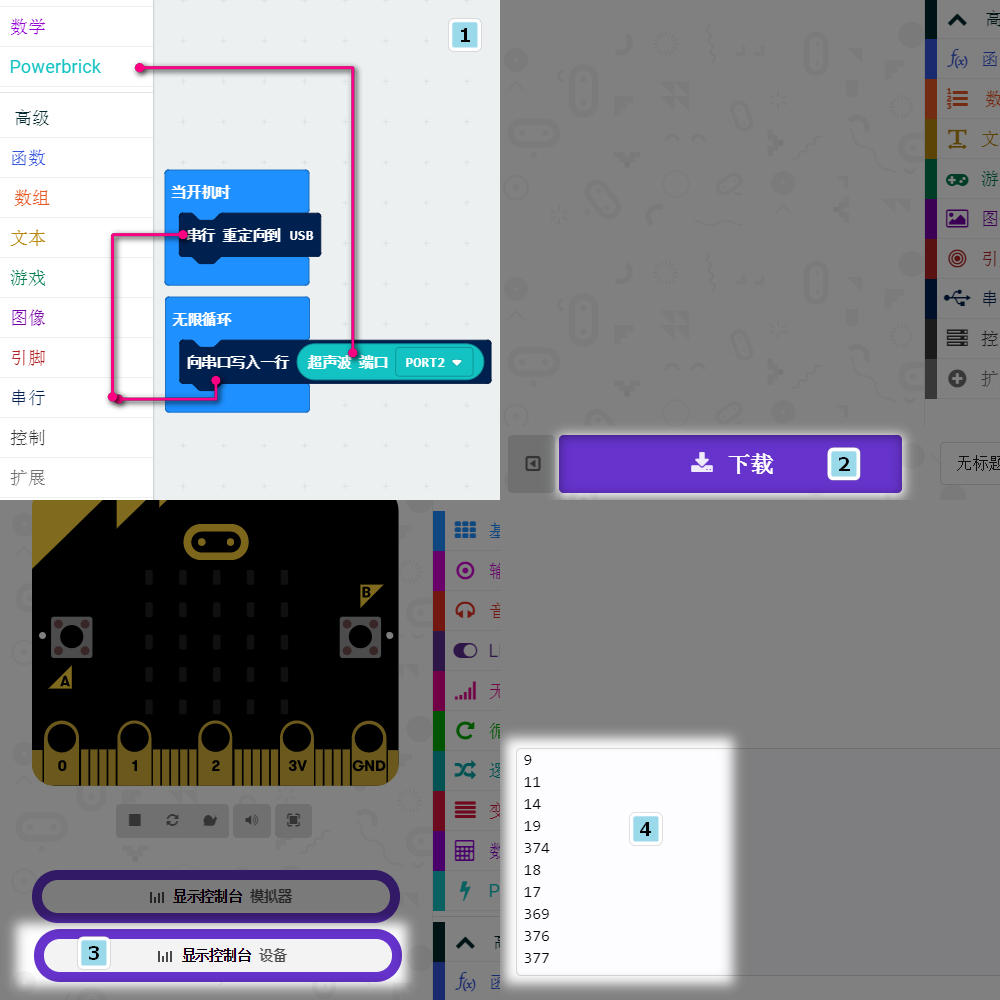 数学
Powerbrick
高级
函数
数组
文本
游戏
图像
引脚
串行
控制
扩展
1
当开机时
串行 重定向到 USB
无限循环
向串口写入一行 超声波 端口 PORT2
高
f(x) 函
数
T 文
游
图
引
串
控
扩
下载
2
无标题
B
A
0 1 2 3V GND
基
输
音
无
循
逻
变
数
P
高
f(x) 函
显示控制台 模拟器
3
显示控制台 设备
9
11
14
19
374
18
17
369
376
377
4